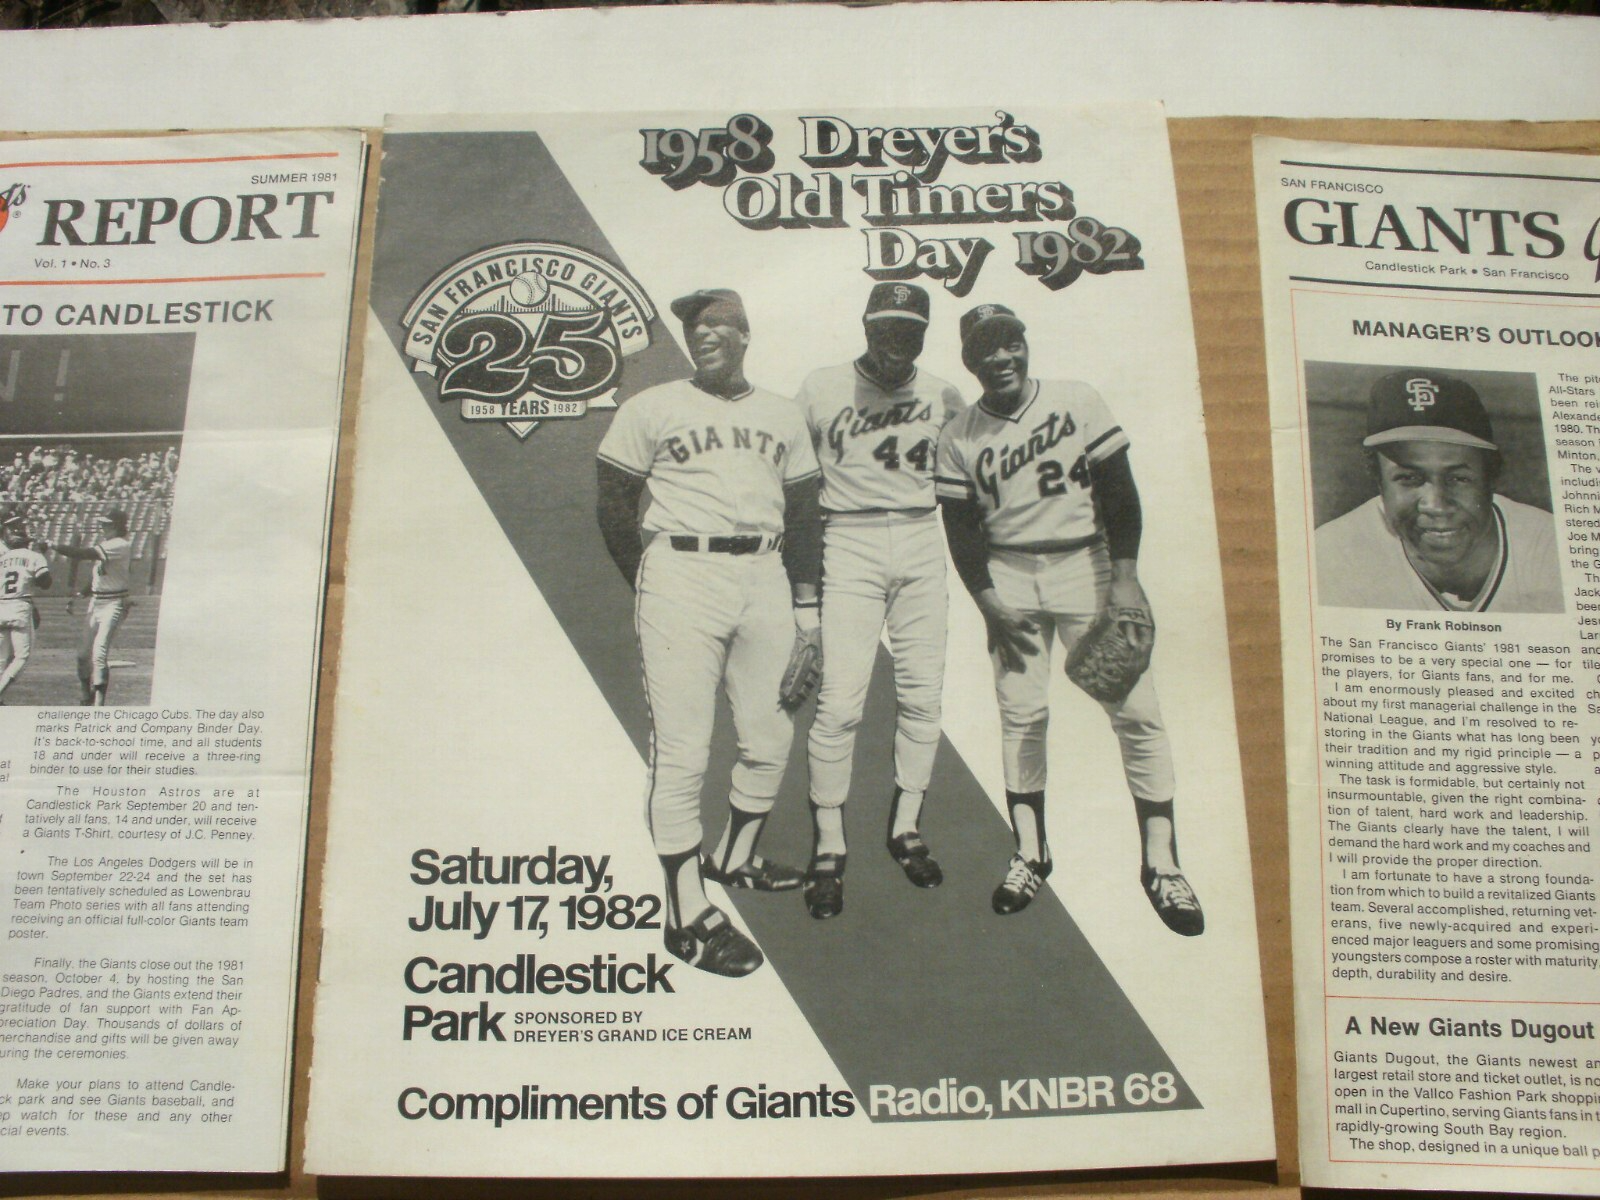 SUMMER 1981
REPORT
Vol. 1 • No. 3
TO CANDLESTICK
N!
2
challenge the Chicago Cubs. The day also
marks Patrick and Company Binder Day.
It's back-to-school time, and all students
18 and under will receive a three-ring
binder to use for their studies.
The Houston Astros are at
Candlestick Park September 20 and ten-
tatively all fans, 14 and under, will receive
a Giants T-Shirt, courtesy of J.C. Penney.
The Los Angeles Dodgers will be in
town September 22-24 and the set has
been tentatively scheduled as Lowenbrau
Team Photo series with all fans attending
receiving an official full-color Giants team
poster.
Finally, the Giants close out the 1981
season, October 4, by hosting the San
Diego Padres, and the Giants extend their
gratitude of fan support with Fan Ap-
preciation Day. Thousands of dollars of
merchandise and gifts will be given away
during the ceremonies.
Make your plans to attend Candle-
park and see Giants baseball, and
watch for these and any other
events.
1958 Dreyer's
Old Timers
Day 1982
SAN FRANCISCO GIANTS
25
1958 YEARS 1982
SF
SF
GIANTS
Giants
44
Giants
24
Saturday,
July 17, 1982
Candlestick
Park
SPONSORED BY
DREYER'S GRAND ICE CREAM
Compliments of Giants Radio, KNBR 68
SAN FRANCISCO
GIANTS
Candlestick Park • San Francisco
MANAGER'S OUTLOOK
SF
By Frank Robinson
The San Francisco Giants' 1981 season
promises to be a very special one — for
the players, for Giants fans, and for me.
I am enormously pleased and excited
about my first managerial challenge in the
National League, and I'm resolved to re-
storing in the Giants what has long been
their tradition and my rigid principle — a
winning attitude and aggressive style.
The task is formidable, but certainly not
insurmountable, given the right combina-
tion of talent, hard work and leadership.
The Giants clearly have the talent, I will
demand the hard work and my coaches and
I will provide the proper direction.
I am fortunate to have a strong founda-
tion from which to build a revitalized Giants
team. Several accomplished, returning vet-
erans, five newly-acquired and experi-
enced major leaguers and some promising
youngsters compose a roster with maturity,
depth, durability and desire.
The
All-Stars
been
1980.
season
Minton,
The
Rich
Joe
bring
the
Jack
been
and
A New Giants Dugout
Giants Dugout, the Giants newest
largest retail store and ticket outlet, is
open in the Vallco Fashion Park
mall in Cupertino, serving Giants fans in
rapidly-growing South Bay region.
The shop, designed in a unique ball